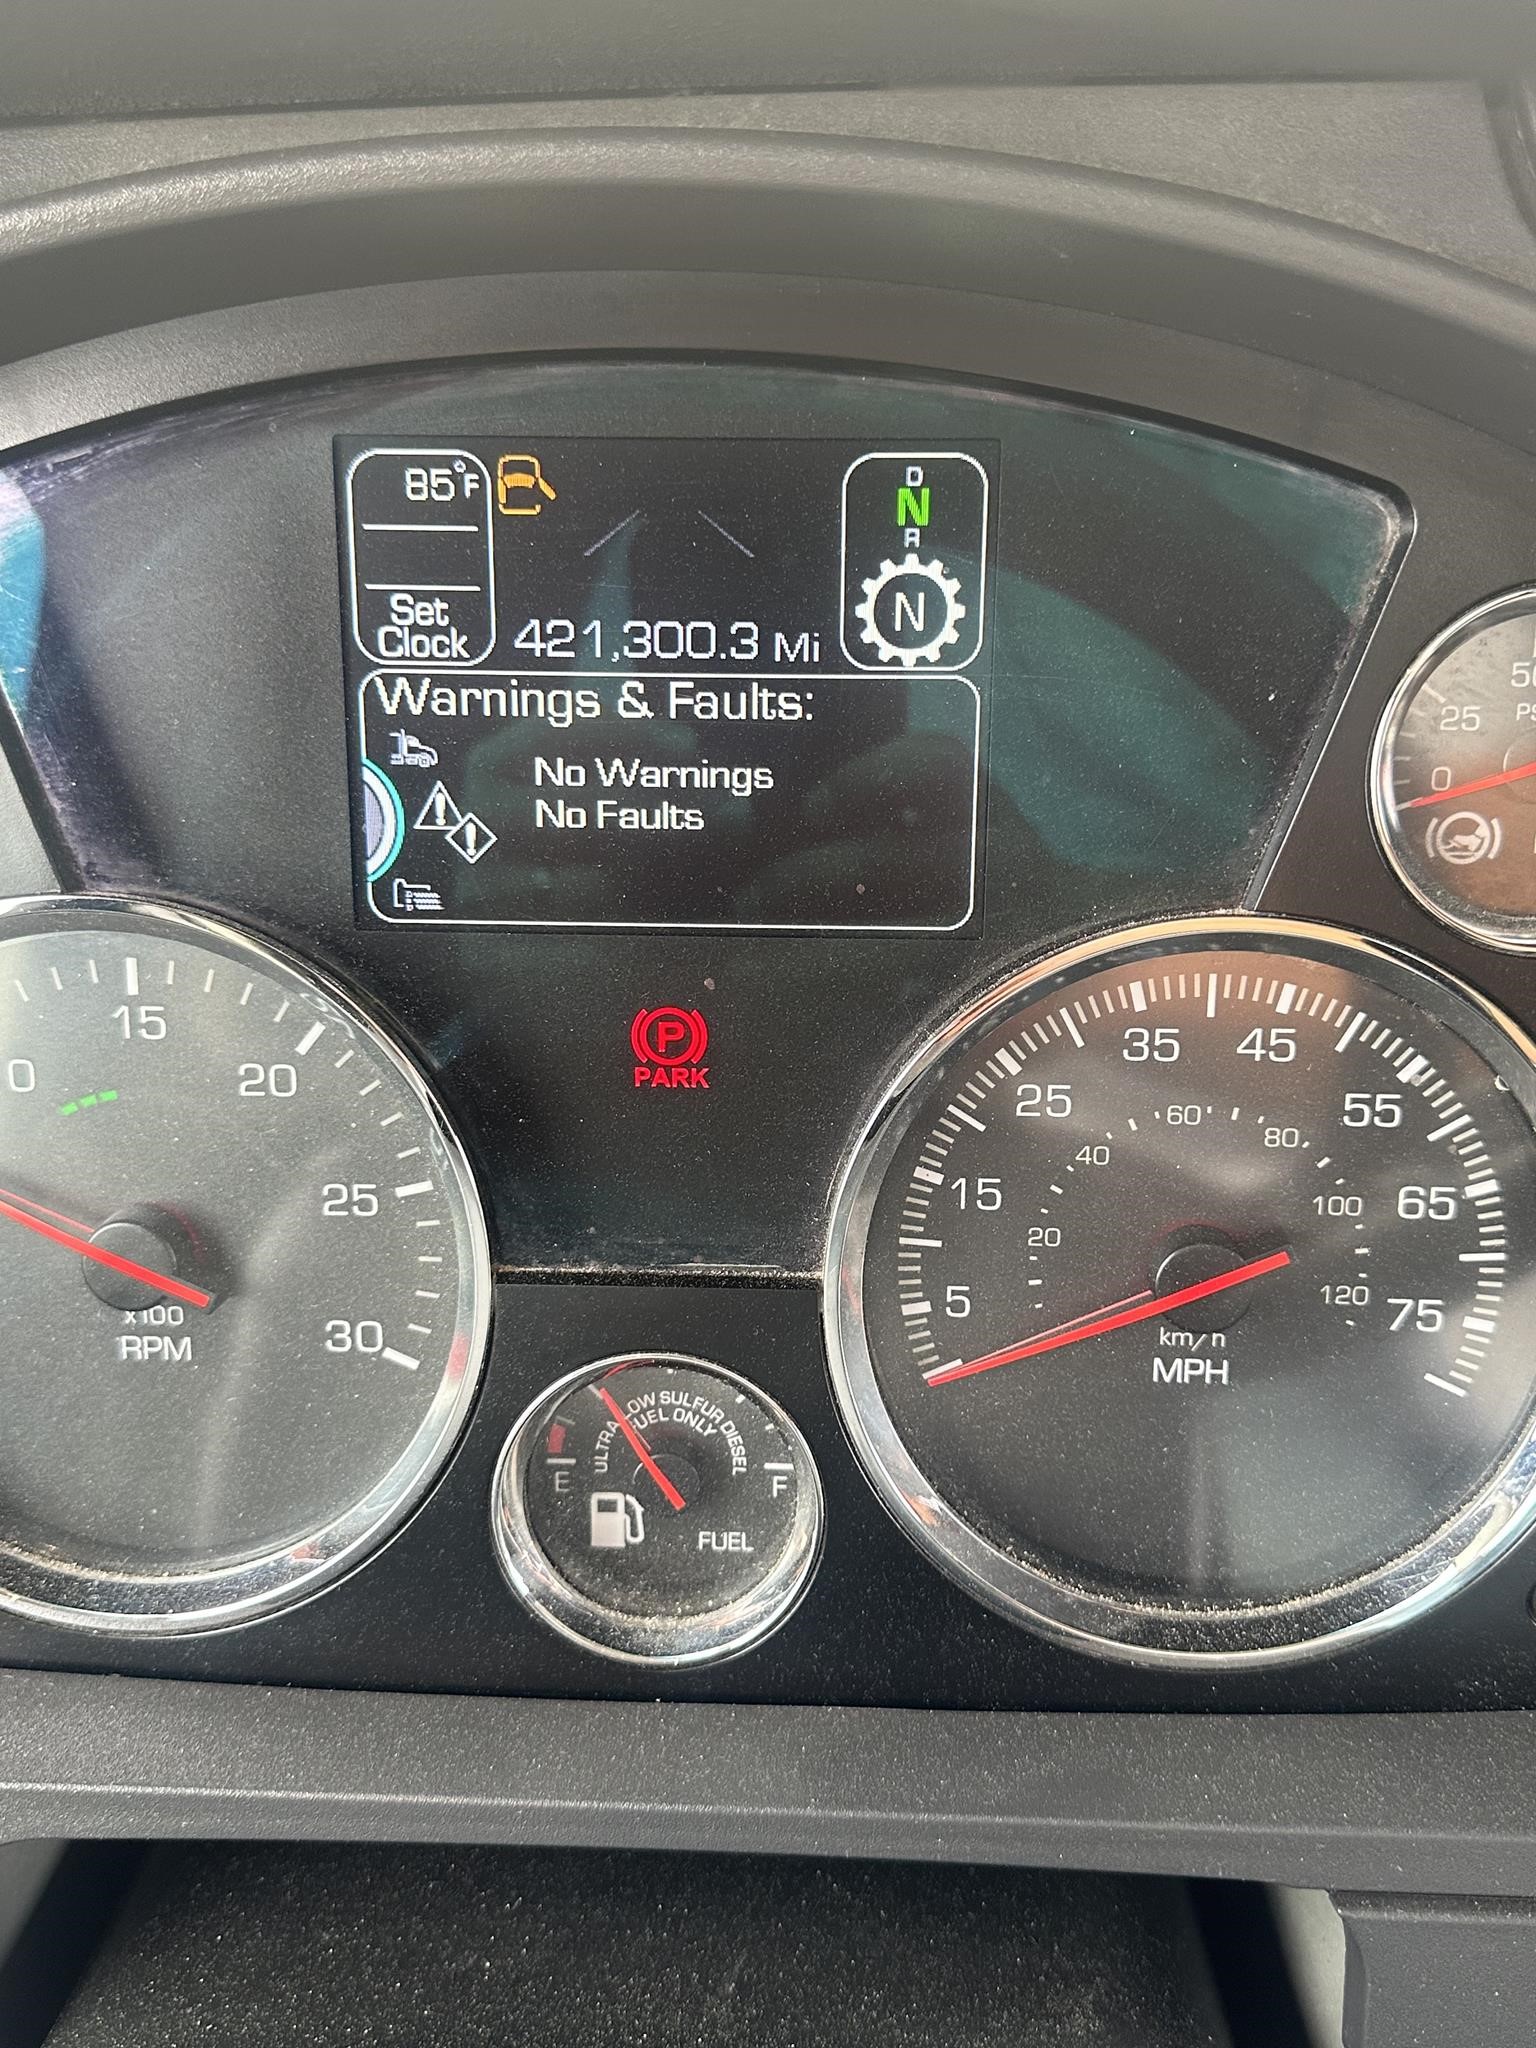 85°F
Set
Clock
421,300.3 Mi
D
N
R
N
Warnings & Faults:
No Warnings
No Faults
25
0
P
PARK
15
20
25
30
x100
RPM
5
15
25
35
45
55
65
75
20
40
60
80
100
120
km/h
MPH
ULTRA LOW SULFUR DIESEL
FUEL ONLY
E
F
FUEL